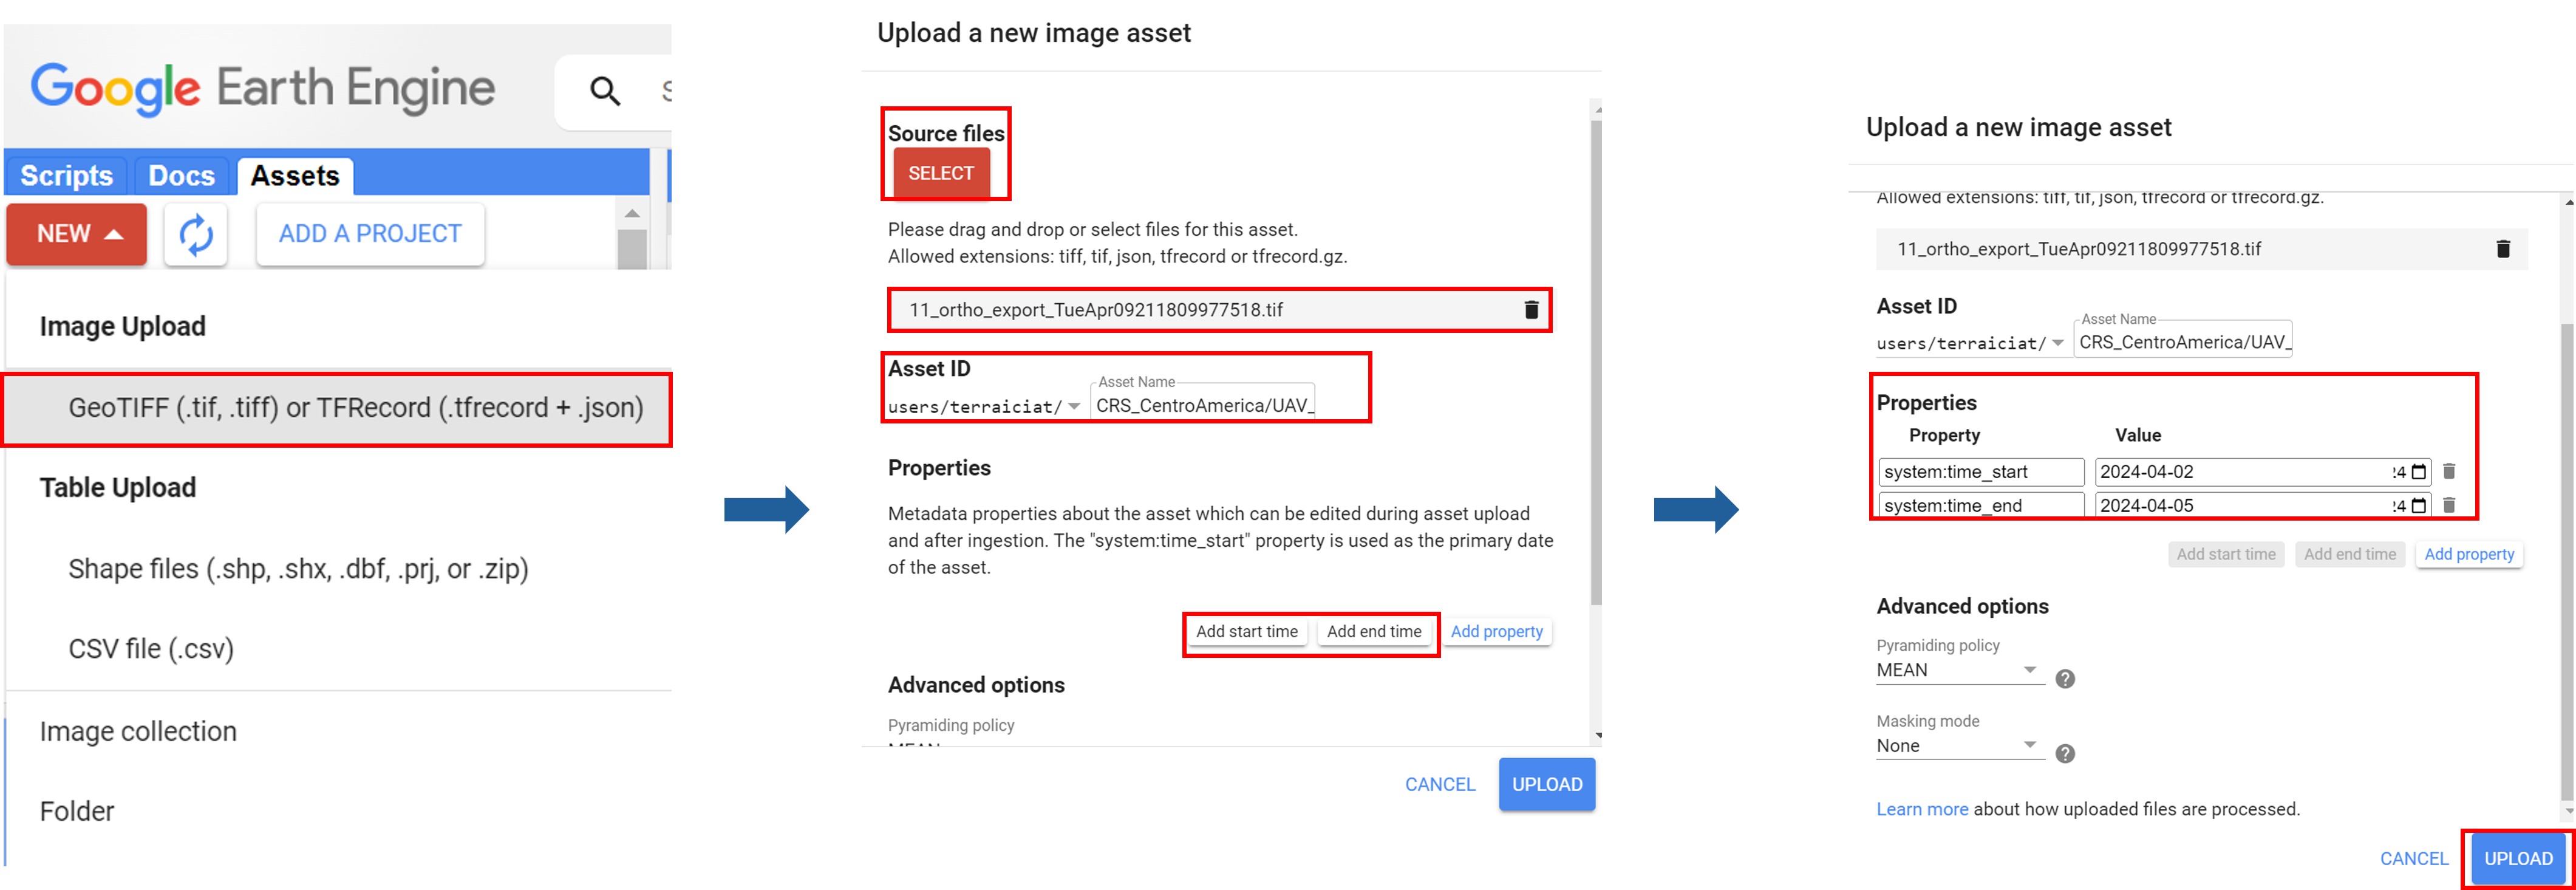 Google Earth Engine
Scripts Docs Assets
NEW ADD A PROJECT
Image Upload
GeoTIFF (.tif, .tiff) or TFRecord (.tfrecord + .json)
Table Upload
Shape files (.shp, .shx, .dbf, .prj, or .zip)
CSV file (.csv)
Image collection
Folder
Upload a new image asset
Source files
SELECT
Please drag and drop or select files for this asset.
Allowed extensions: tiff, tif, json, tfrecord or tfrecord.gz.
11_ortho_export_TueApr09211809977518.tif
Asset ID
Asset Name
users/terraiciat/ CRS_CentroAmerica/UAV_
Properties
Metadata properties about the asset which can be edited during asset upload
and after ingestion. The "system:time_start" property is used as the primary date
of the asset.
Add start time Add end time Add property
Advanced options
Pyramiding policy
MEAN
CANCEL UPLOAD
Upload a new image asset
Allowed extensions: tiff, tif, json, tfrecord or tfrecord.gz.
11_ortho_export_TueApr09211809977518.tif
Asset ID
Asset Name
users/terraiciat/ CRS_CentroAmerica/UAV_
Properties
Property Value
system:time_start 2024-04-02
system:time_end 2024-04-05
Add start time Add end time Add property
Advanced options
Pyramiding policy
MEAN
Masking mode
None
Learn more about how uploaded files are processed.
CANCEL UPLOAD